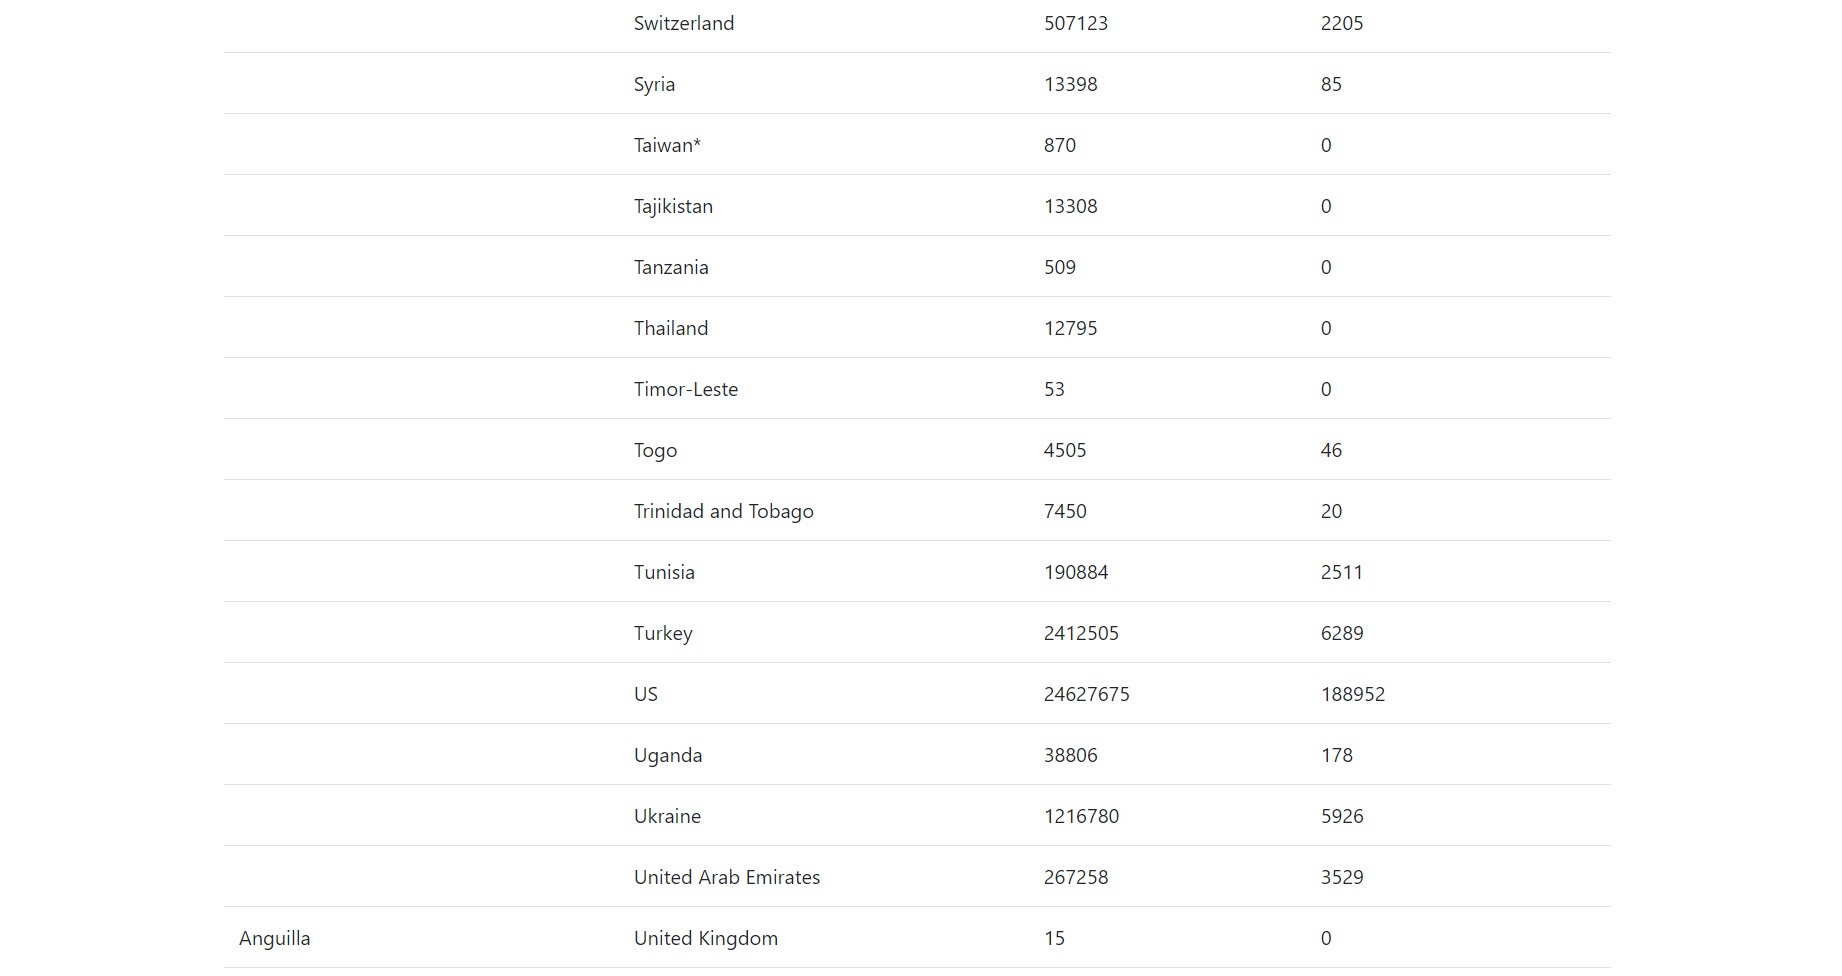 Switzerland 507123 2205
Syria 13398 85
Taiwan* 870 0
Tajikistan 13308 0
Tanzania 509 0
Thailand 12795 0
Timor-Leste 53 0
Togo 4505 46
Trinidad and Tobago 7450 20
Tunisia 190884 2511
Turkey 2412505 6289
US 24627675 188952
Uganda 38806 178
Ukraine 1216780 5926
United Arab Emirates 267258 3529
Anguilla United Kingdom 15 0